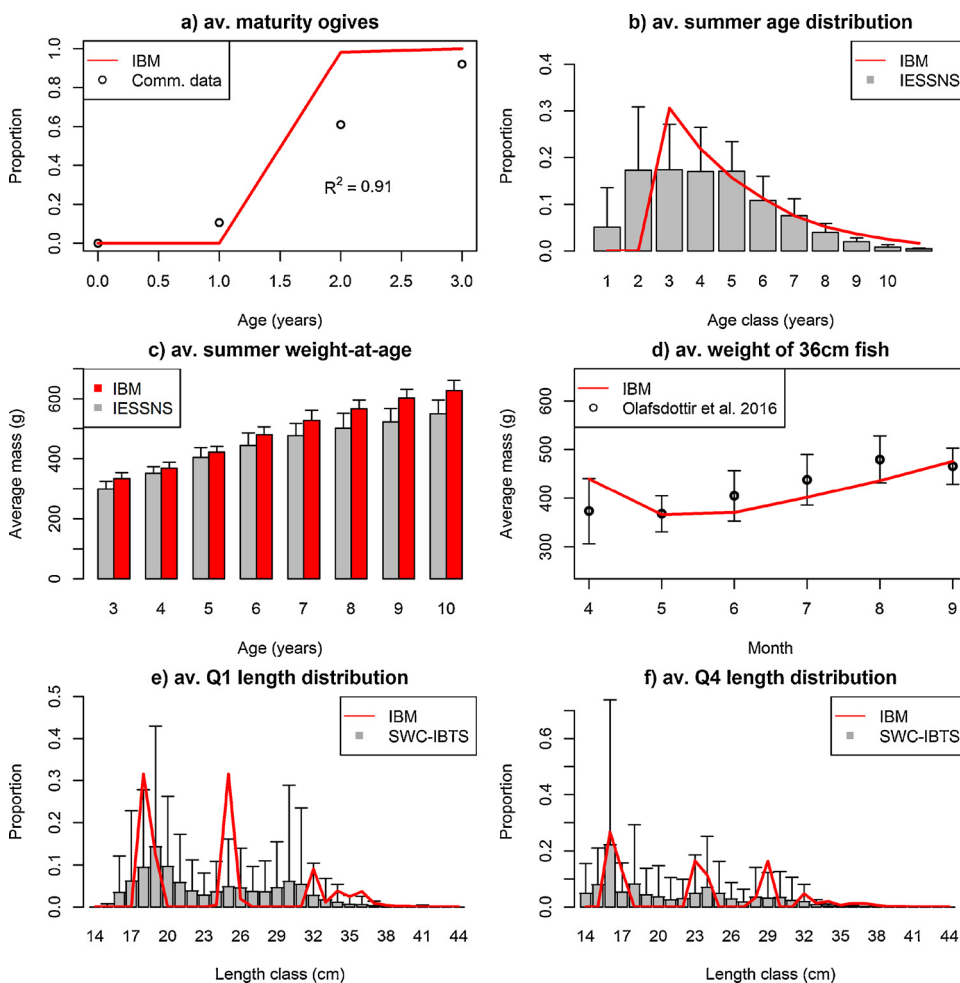 a) av. maturity ogives
IBM
Comm. data
R² = 0.91
Proportion
0.0 0.2 0.4 0.6 0.8 1.0
0.0 0.5 1.0 1.5 2.0 2.5 3.0
Age (years)
b) av. summer age distribution
IBM
IESSNS
Proportion
0.0 0.1 0.2 0.3 0.4
1 2 3 4 5 6 7 8 9 10
Age class (years)
c) av. summer weight-at-age
IBM
IESSNS
Average mass (g)
0 200 400 600
3 4 5 6 7 8 9 10
Age (years)
d) av. weight of 36cm fish
IBM
Olafsdottir et al. 2016
Average mass (g)
300 400 500 600
4 5 6 7 8 9
Month
e) av. Q1 length distribution
IBM
SWC-IBTS
Proportion
0.0 0.1 0.2 0.3 0.4 0.5
14 17 20 23 26 29 32 35 38 41 44
Length class (cm)
f) av. Q4 length distribution
IBM
SWC-IBTS
Proportion
0.0 0.2 0.4 0.6
14 17 20 23 26 29 32 35 38 41 44
Length class (cm)